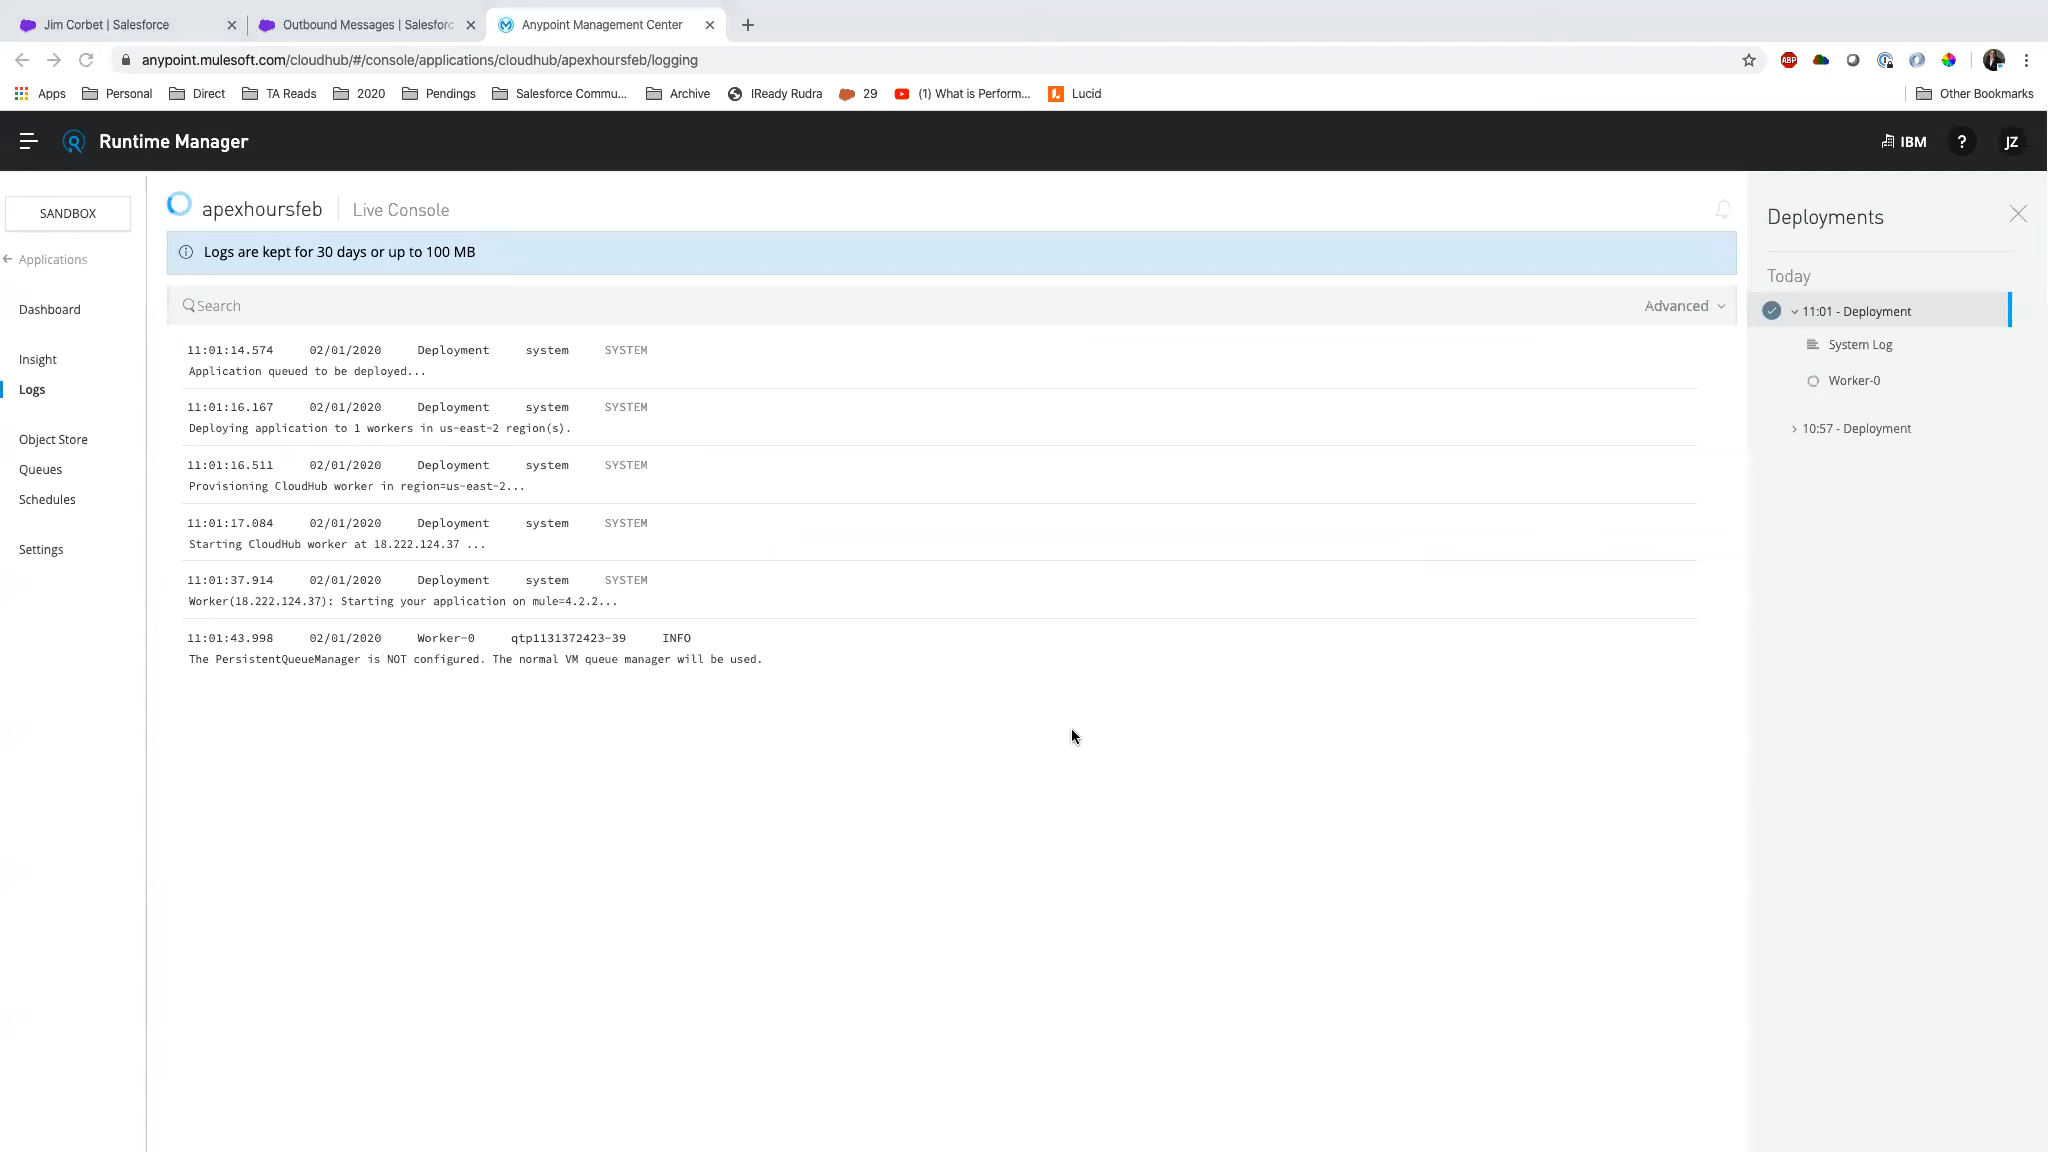 Jim Corbet | Salesforce
Outbound Messages | Salesforc
Anypoint Management Center
anypoint.mulesoft.com/cloudhub/#/console/applications/cloudhub/apexhoursfeb/logging
ABP
Apps Personal Direct TA Reads 2020 Pendings Salesforce Commu... Archive IReady Rudra 29 (1) What is Perform... Lucid Other Bookmarks
Runtime Manager
IBM ? JZ
SANDBOX
Applications
Dashboard
Insight
Logs
Object Store
Queues
Schedules
Settings
apexhoursfeb Live Console
Logs are kept for 30 days or up to 100 MB
Search Advanced
11:01:14.574 02/01/2020 Deployment system SYSTEM
Application queued to be deployed...
11:01:16.167 02/01/2020 Deployment system SYSTEM
Deploying application to 1 workers in us-east-2 region(s).
11:01:16.511 02/01/2020 Deployment system SYSTEM
Provisioning CloudHub worker in region=us-east-2...
11:01:17.084 02/01/2020 Deployment system SYSTEM
Starting CloudHub worker at 18.222.124.37 ...
11:01:37.914 02/01/2020 Deployment system SYSTEM
Worker(18.222.124.37): Starting your application on mule=4.2.2...
11:01:43.998 02/01/2020 Worker-0 qtp1131372423-39 INFO
The PersistentQueueManager is NOT configured. The normal VM queue manager will be used.
Deployments
Today
11:01 - Deployment
System Log
Worker-0
10:57 - Deployment